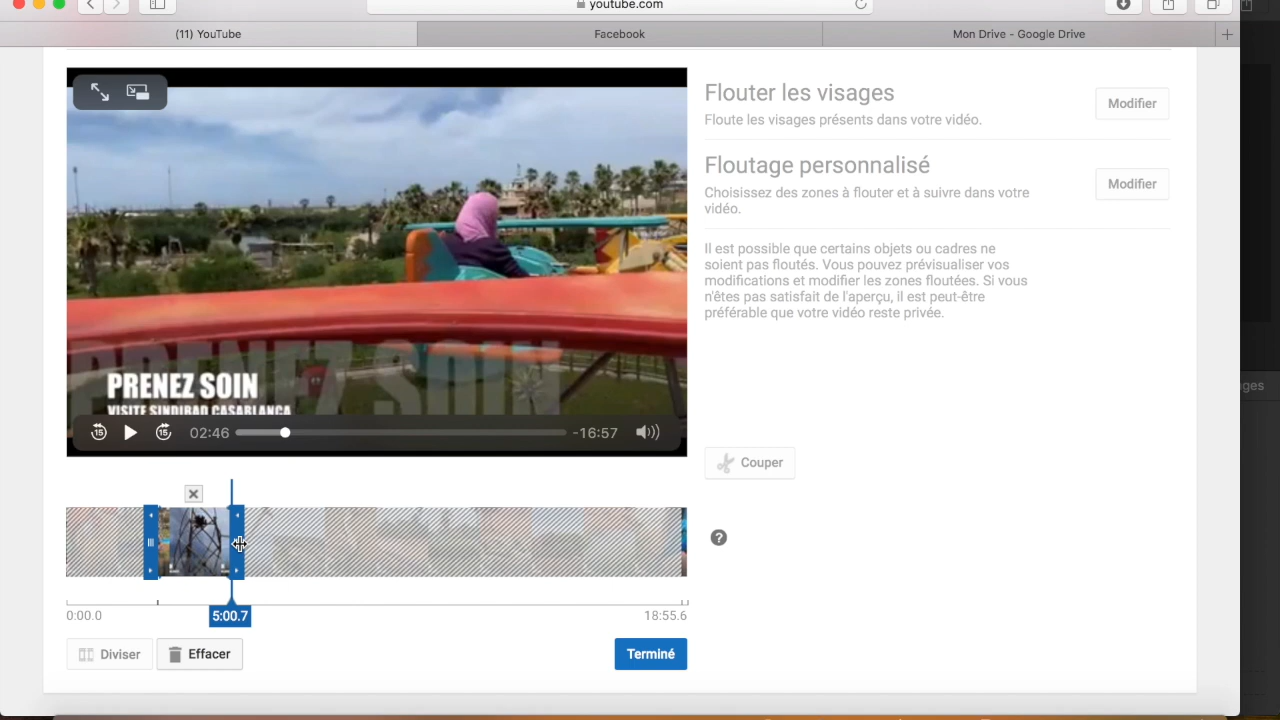 youtube.com
(11) YouTube
Facebook
Mon Drive - Google Drive
Flouter les visages
Floute les visages présents dans votre vidéo.
Modifier
Floutage personnalisé
Choisissez des zones à flouter et à suivre dans votre
vidéo.
Modifier
Il est possible que certains objets ou cadres ne
soient pas floutés. Vous pouvez prévisualiser vos
modifications et modifier les zones floutées. Si vous
n'êtes pas satisfait de l'aperçu, il est peut-être
préférable que votre vidéo reste privée.
PRENEZ SOIN
PRENEZ SOIN
VISITE SINDIBAD CASABLANCA
15
15
02:46
-16:57
Couper
?
0:00.0
5:00.7
18:55.6
Diviser
Effacer
Terminé